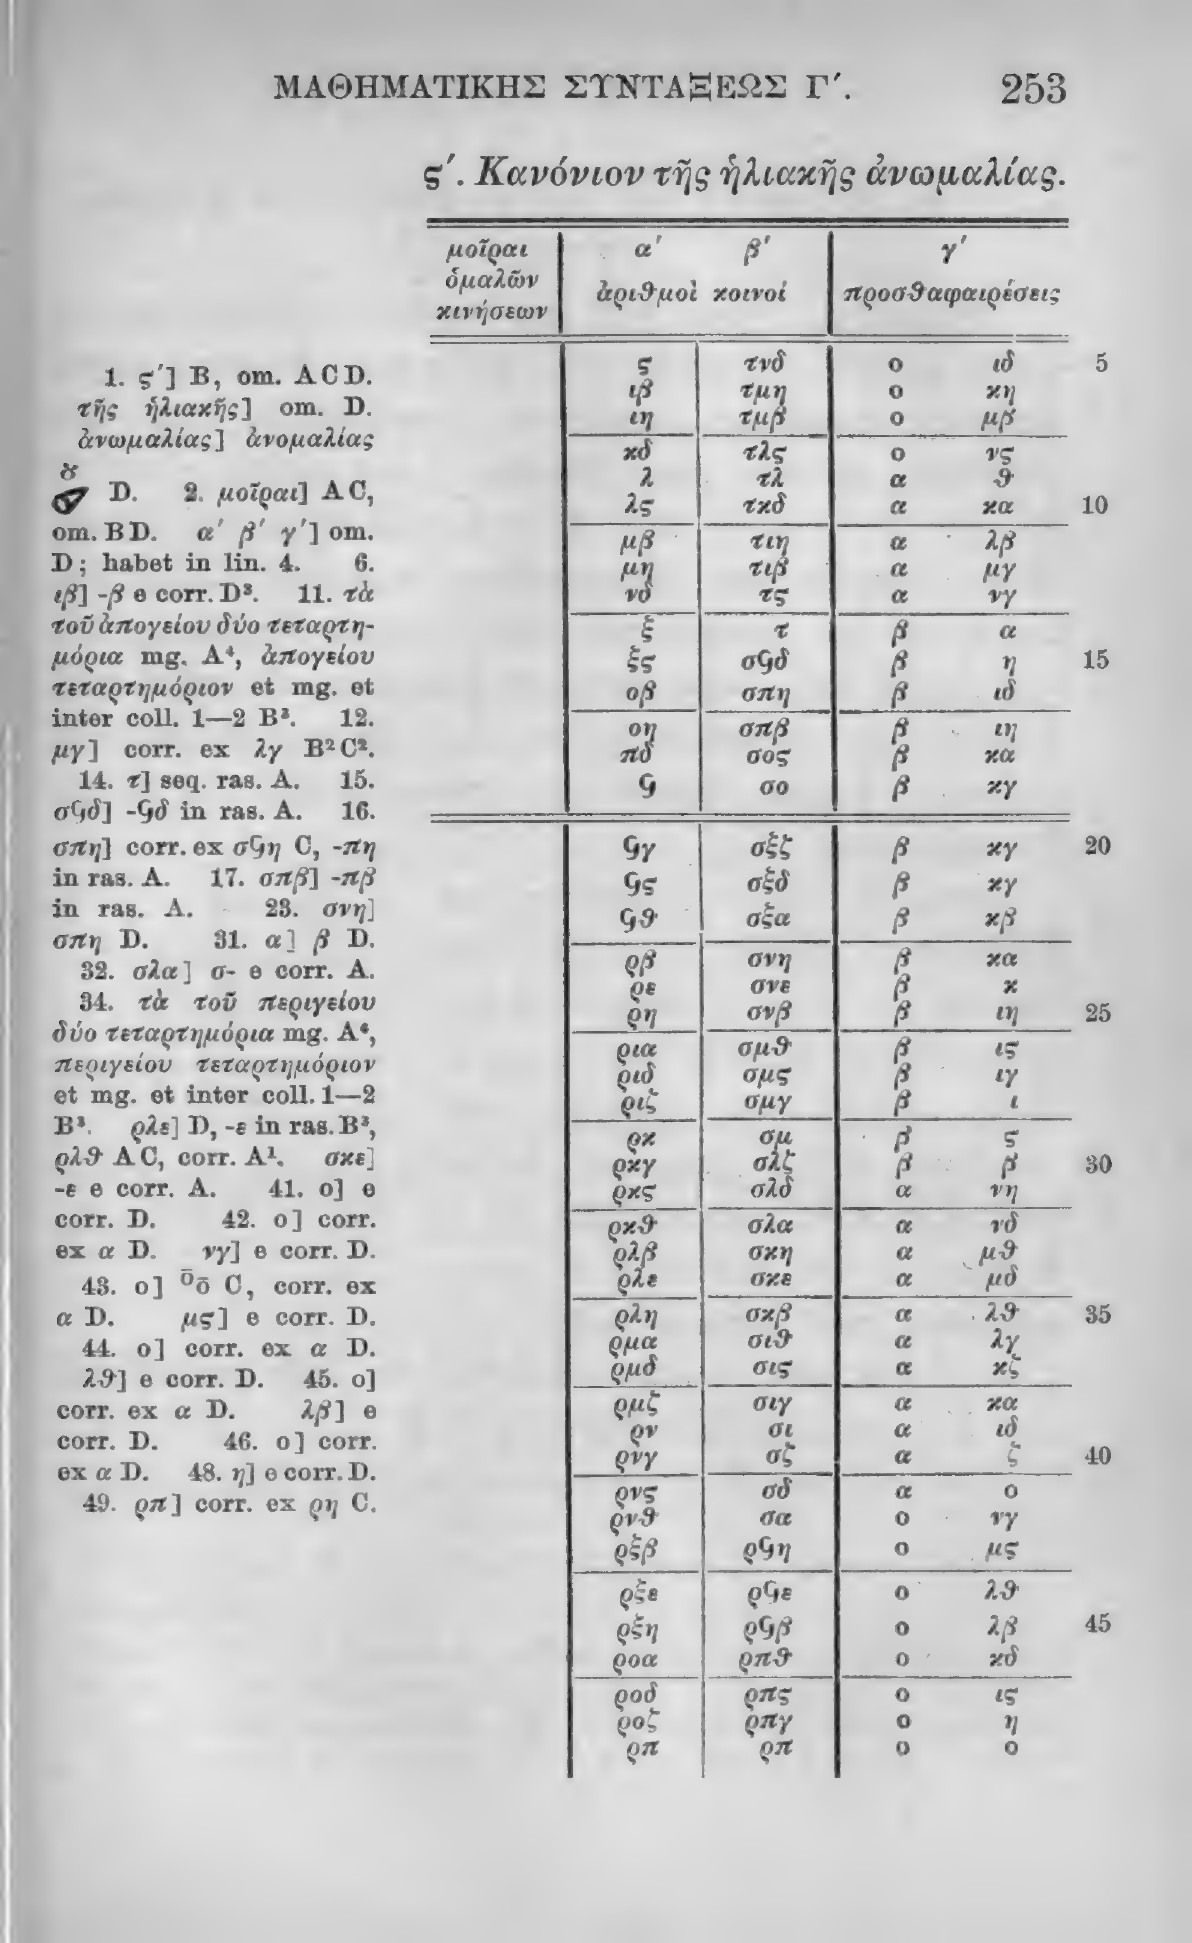 ΜΑΘΗΜΑΤΙΚΗΣ ΣΥΝΤΑΞΕΩΣ Γ′. 253
ϛ′. Κανόνιον τῆς ἡλιακῆς ἀνωμαλίας.
μοῖραι ὁμαλῶν κινήσεων | α′ β′ ἀριθμοὶ κοινοί | γ′ προσθαφαιρέσεις
ϛ τνδ ο ιδ 5
ιβ τμη ο κη
ιη τμβ ο μβ
κδ τλϛ ο νϛ
λ τλ α θ
λϛ τκδ α κα 10
μβ τιη α λβ
μη τιβ α μγ
νδ τϛ α νγ
ξ τ β α
ξϛ σϟδ β η 15
οβ σπη β ιδ
οη σπβ β ιη
πδ σοϛ β κα
ϟ σο β κγ
ϟγ σξζ β κγ 20
ϟϛ σξδ β κγ
ϟθ σξα β κβ
ρβ σνη β κα
ρε σνε β κ
ρη σνβ β ιη 25
ρια σμθ β ιϛ
ριδ σμϛ β ιγ
ριζ σμγ β ι
ρκ σμ β ϛ
ρκγ σλζ β β 30
ρκϛ σλδ α νη
ρκθ σλα α νδ
ρλβ σκη α μθ
ρλε σκε α μδ
ρλη σκβ α λθ 35
ρμα σιθ α λγ
ρμδ σιϛ α κζ
ρμζ σιγ α κα
ρν σι α ιδ
ρνγ σζ α ζ 40
ρνϛ σδ α ο
ρνθ σα ο νγ
ρξβ ρϟη ο μϛ
ρξε ρϟε ο λθ
ρξη ρϟβ ο λβ 45
ροα ρπθ ο κδ
ροδ ρπϛ ο ιϛ
ροζ ρπγ ο η
ρπ ρπ ο ο
1. ϛ′] B, om. ACD.
τῆς ἡλιακῆς] om. D.
ἀνωμαλίας] ἀνομαλίας
D. 2. μοῖραι] AC,
om. BD. α′ β′ γ′] om.
D; habet in lin. 4. 6.
ιβ] -β e corr. D³. 11. τὰ
τοῦ ἀπογείου δύο τεταρτη-
μόρια mg. A⁴, ἀπογείου
τεταρτημόριον et mg. et
inter coll. 1—2 B³. 12.
μγ] corr. ex λγ B²C².
14. τ] seq. ras. A. 15.
σϟδ] -ϟδ in ras. A. 16.
σπη] corr. ex σϟη C, -πη
in ras. A. 17. σπβ] -πβ
in ras. A. 23. σνη]
σπη D. 31. α] β D.
32. σλα] σ- e corr. A.
34. τὰ τοῦ περιγείου
δύο τεταρτημόρια mg. A⁴,
περιγείου τεταρτημόριον
et mg. et inter coll. 1—2
B³. ρλε] D, -ε in ras. B³,
ρλθ AC, corr. A¹. σκε]
-ε e corr. A. 41. ο] e
corr. D. 42. ο] corr.
ex α D. νγ] e corr. D.
43. ο] ο̄ο̄ C, corr. ex
α D. μϛ] e corr. D.
44. ο] corr. ex α D.
λθ] e corr. D. 45. ο]
corr. ex α D. λβ] e
corr. D. 46. ο] corr.
ex α D. 48. η] e corr. D.
49. ρπ] corr. ex ρη C.